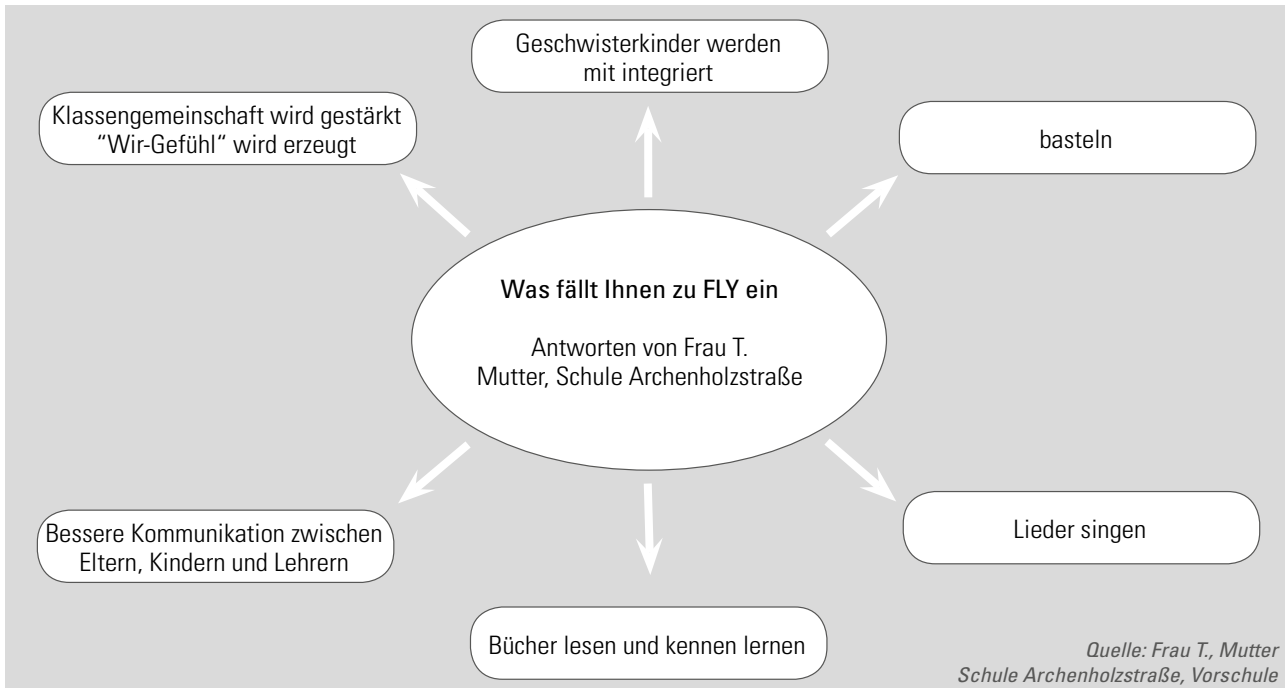 Geschwisterkinder werden
mit integriert
Klassengemeinschaft wird gestärkt
“Wir-Gefühl“ wird erzeugt
basteln
Was fällt Ihnen zu FLY ein
Antworten von Frau T.
Mutter, Schule Archenholzstraße
Bessere Kommunikation zwischen
Eltern, Kindern und Lehrern
Lieder singen
Bücher lesen und kennen lernen
Quelle: Frau T., Mutter
Schule Archenholzstraße, Vorschule